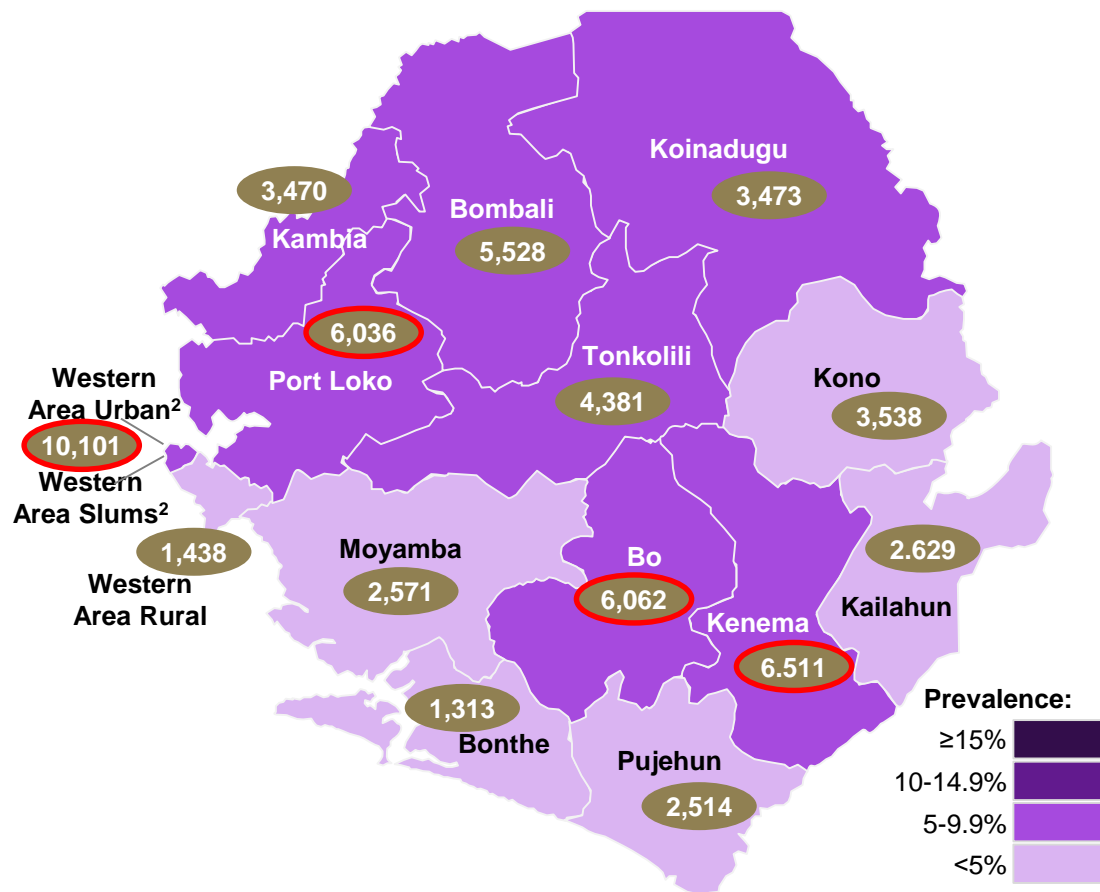 Koinadugu
3,473
3,470
Kambia
Bombali
5,528
6,036
Port Loko
Tonkolili
4,381
Kono
3,538
Western
Area Urban²
10,101
Western
Area Slums²
1,438
Western
Area Rural
Moyamba
2,571
Bo
6,062
Kenema
6.511
2.629
Kailahun
1,313
Bonthe
Pujehun
2,514
Prevalence:
≥15%
10-14.9%
5-9.9%
<5%